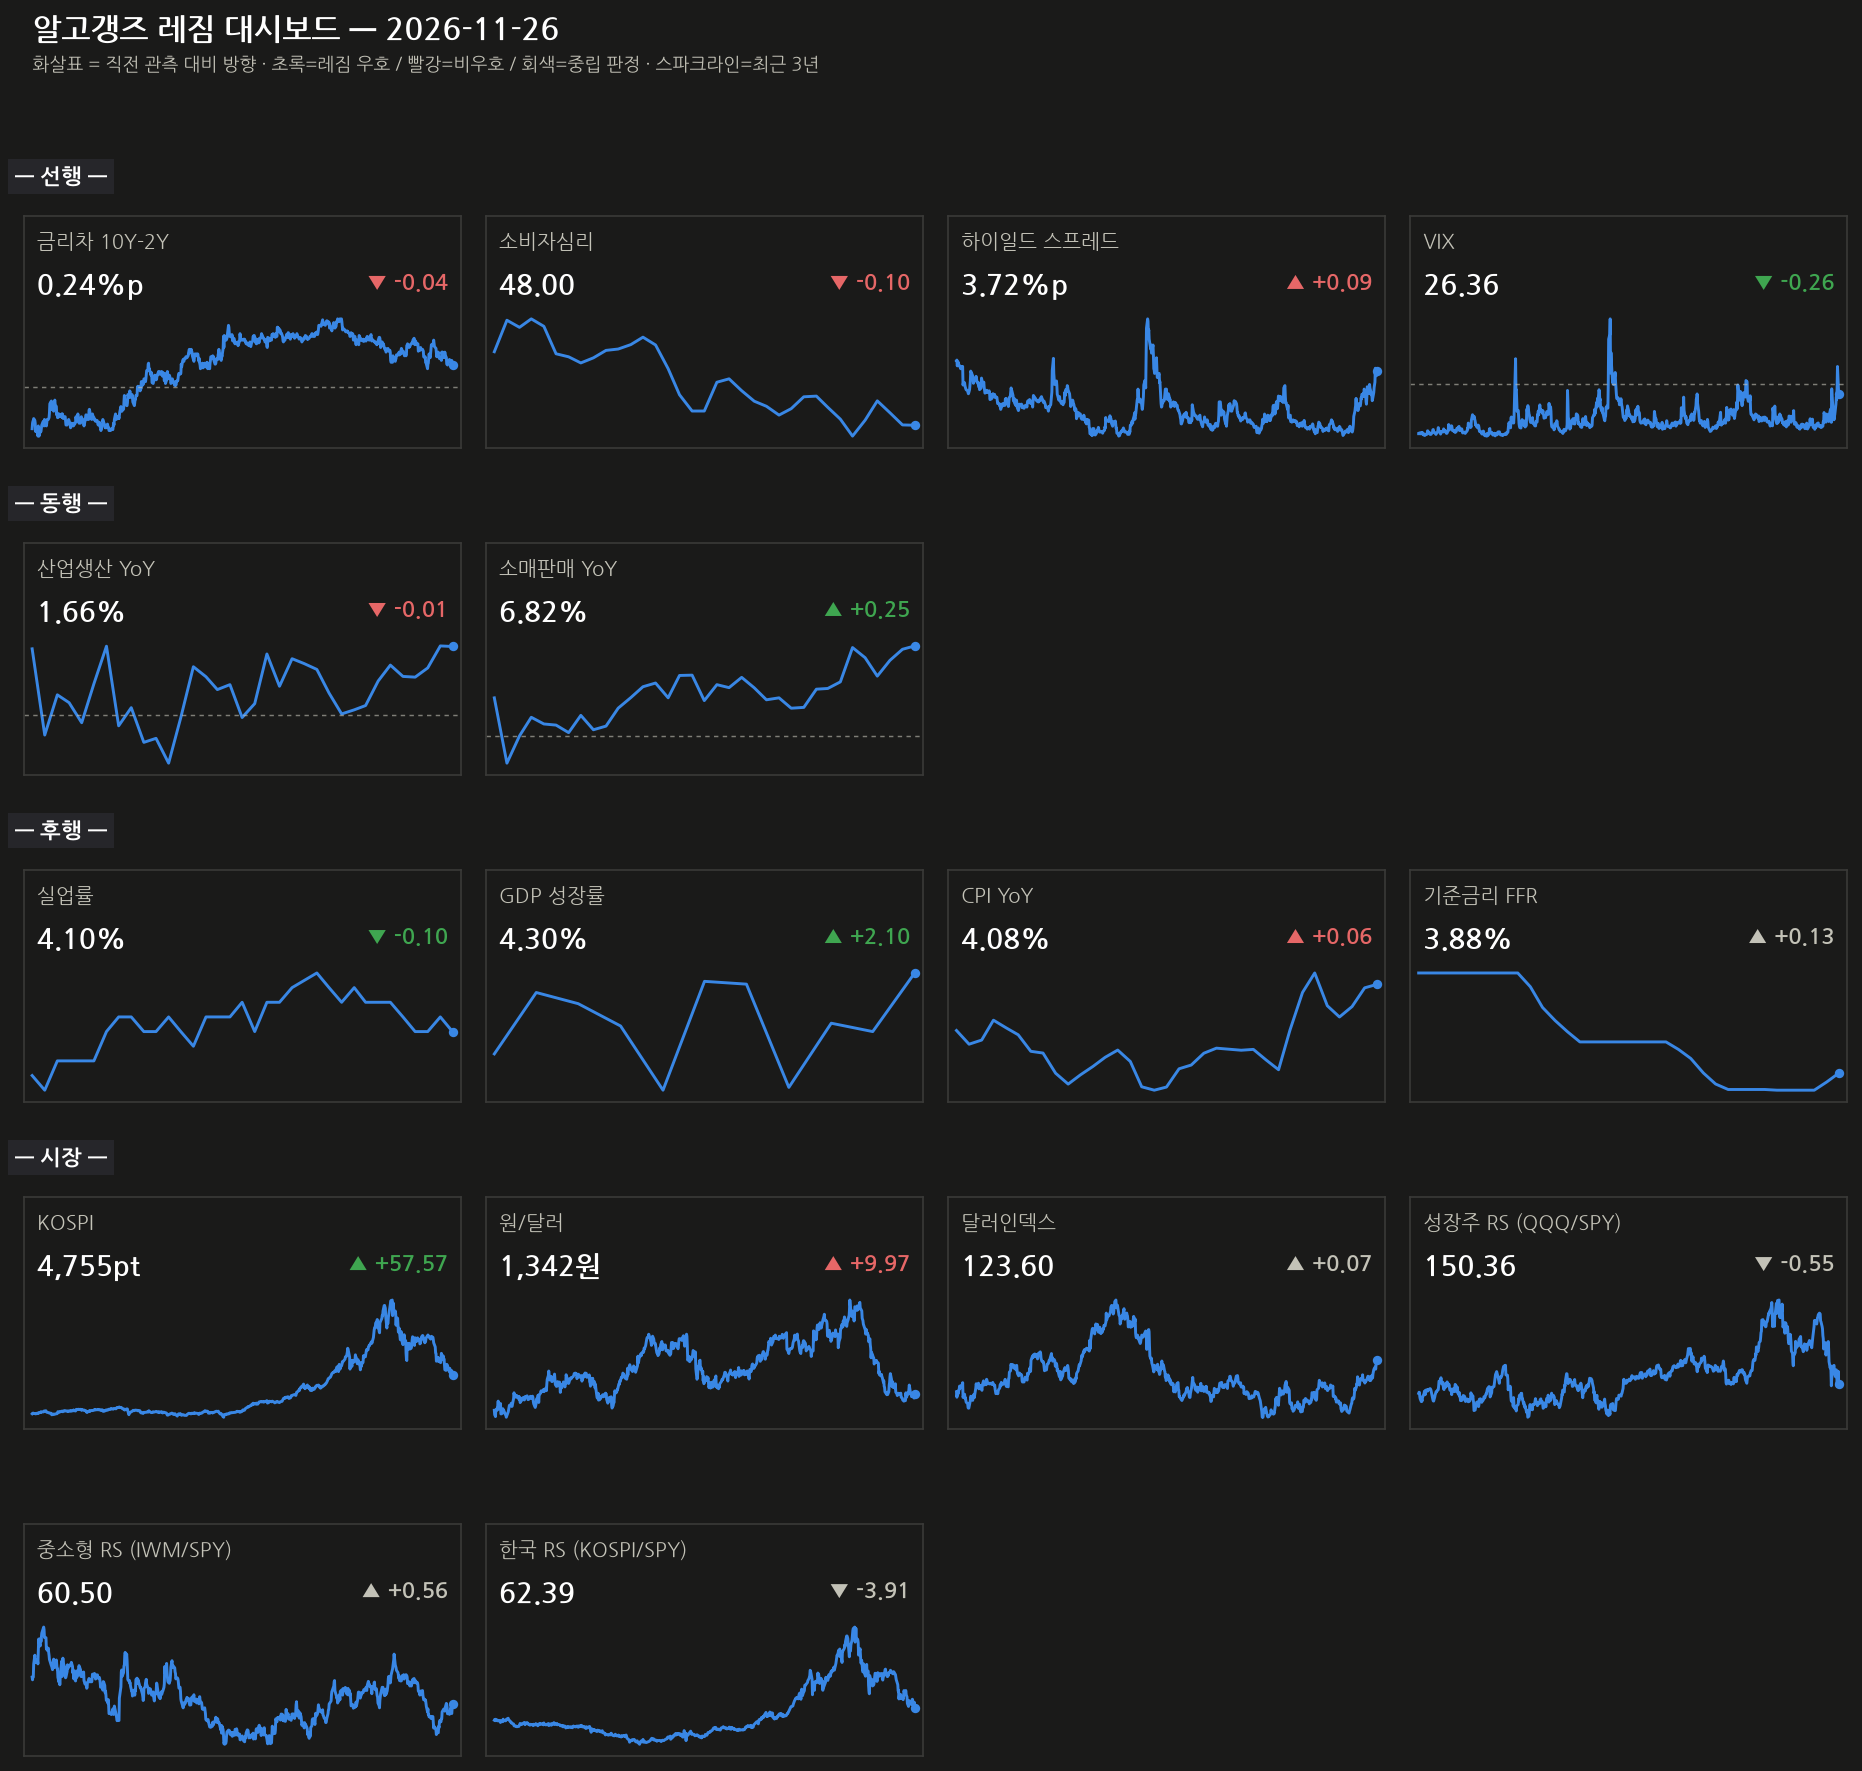 알고갱즈 레짐 대시보드 — 2026-11-26
화살표 = 직전 관측 대비 방향 · 초록=레짐 우호 / 빨강=비우호 / 회색=중립 판정 · 스파크라인=최근 3년
— 선행 —
금리차 10Y-2Y
0.24%p ▼ -0.04
소비자심리
48.00 ▼ -0.10
하이일드 스프레드
3.72%p ▲ +0.09
VIX
26.36 ▼ -0.26
— 동행 —
산업생산 YoY
1.66% ▼ -0.01
소매판매 YoY
6.82% ▲ +0.25
— 후행 —
실업률
4.10% ▼ -0.10
GDP 성장률
4.30% ▲ +2.10
CPI YoY
4.08% ▲ +0.06
기준금리 FFR
3.88% ▲ +0.13
— 시장 —
KOSPI
4,755pt ▲ +57.57
원/달러
1,342원 ▲ +9.97
달러인덱스
123.60 ▲ +0.07
성장주 RS (QQQ/SPY)
150.36 ▼ -0.55
중소형 RS (IWM/SPY)
60.50 ▲ +0.56
한국 RS (KOSPI/SPY)
62.39 ▼ -3.91